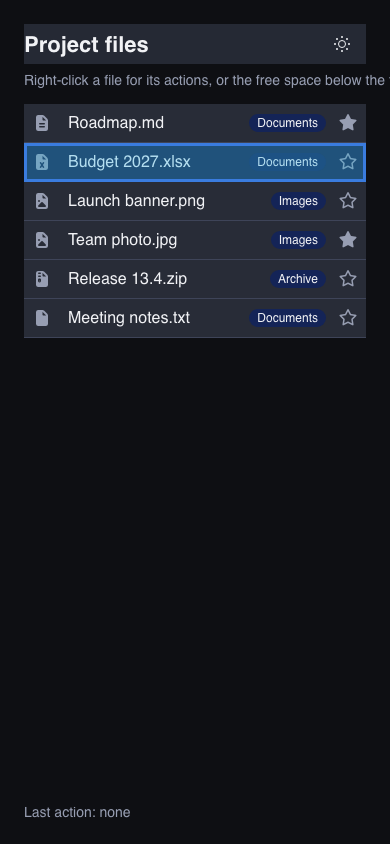 Project files
Right-click a file for its actions, or the free space below the
Roadmap.md Documents
Budget 2027.xlsx Documents
Launch banner.png Images
Team photo.jpg Images
Release 13.4.zip Archive
Meeting notes.txt Documents
Last action: none